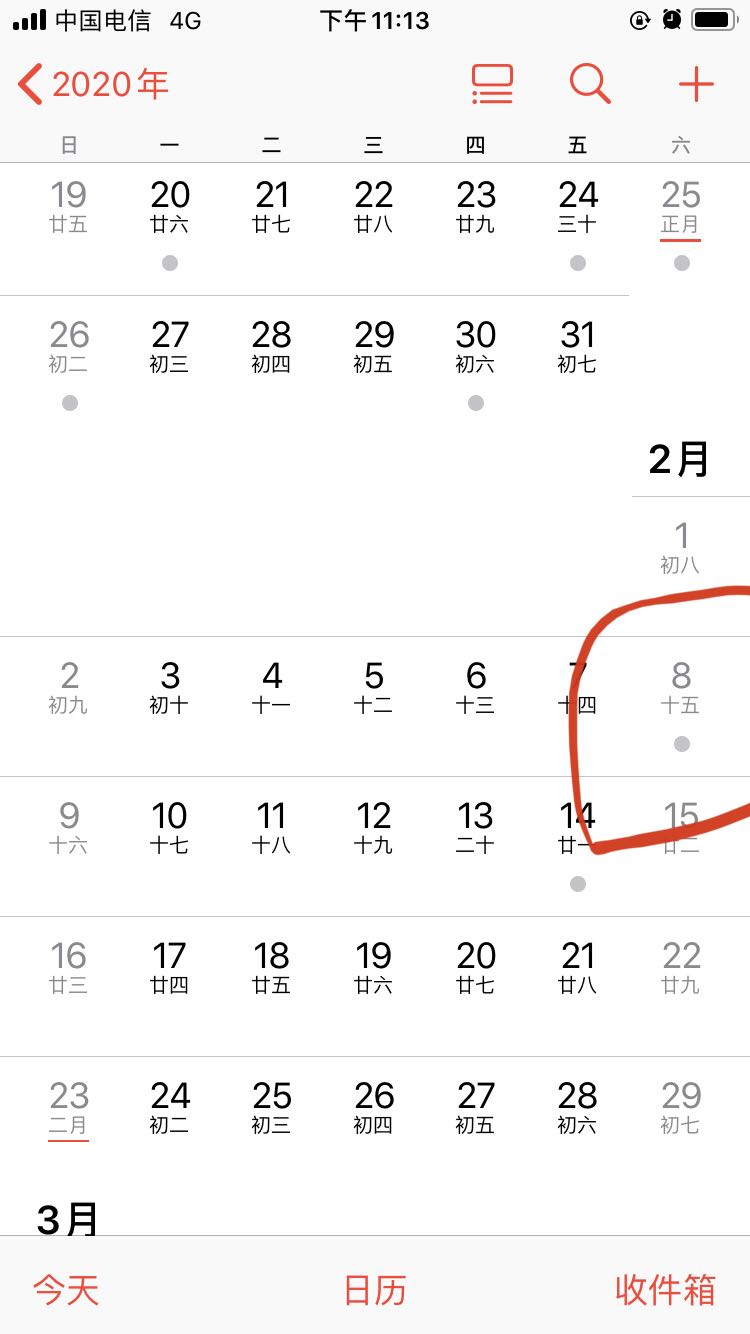 中国电信 4G 下午11:13
2020年
日 一 二 三 四 五 六
19 20 21 22 23 24 25
廿五 廿六 廿七 廿八 廿九 三十 正月
26 27 28 29 30 31
初二 初三 初四 初五 初六 初七
2月
1
初八
2 3 4 5 6 7 8
初九 初十 十一 十二 十三 十四 十五
9 10 11 12 13 14 15
十六 十七 十八 十九 二十 廿一 廿二
16 17 18 19 20 21 22
廿三 廿四 廿五 廿六 廿七 廿八 廿九
23 24 25 26 27 28 29
二月 初二 初三 初四 初五 初六 初七
3月
今天 日历 收件箱